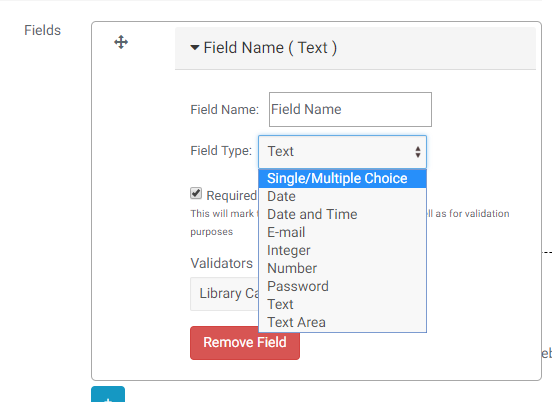 Fields
Field Name ( Text )
Field Name: Field Name
Field Type: Text
Single/Multiple Choice
Date
Date and Time
E-mail
Integer
Number
Password
Text
Text Area
Required
This will mark ell as for validation
purposes
Validators
Library Ca
Remove Field